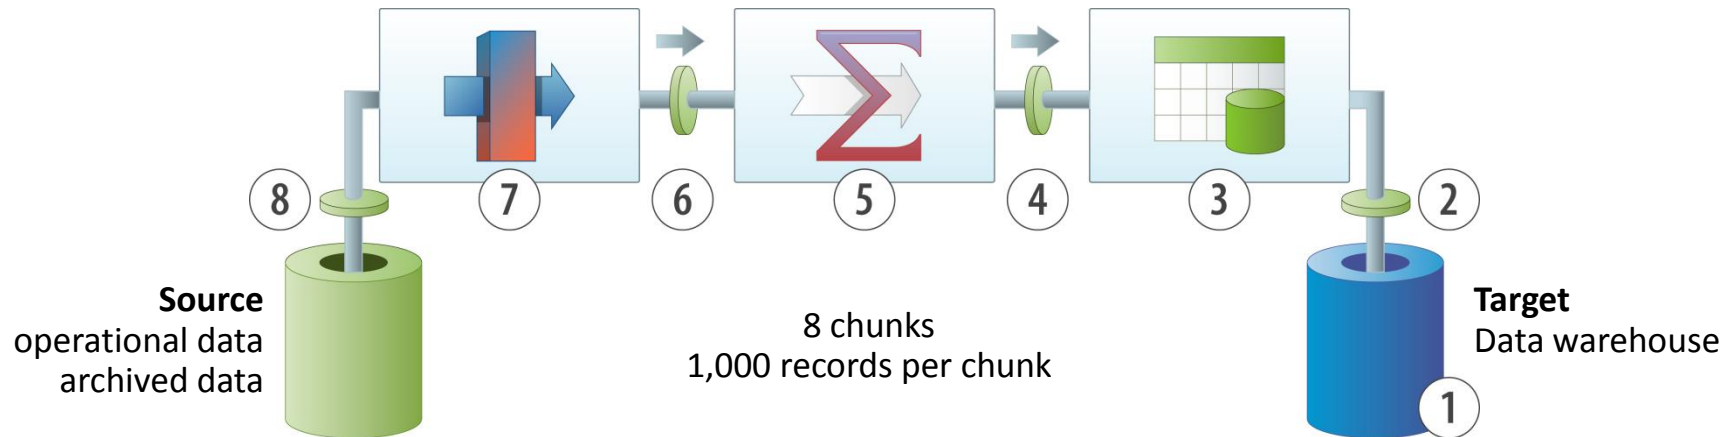 8
7
6
5
4
3
2
Source
operational data
archived data
8 chunks
1,000 records per chunk
Target
Data warehouse
1